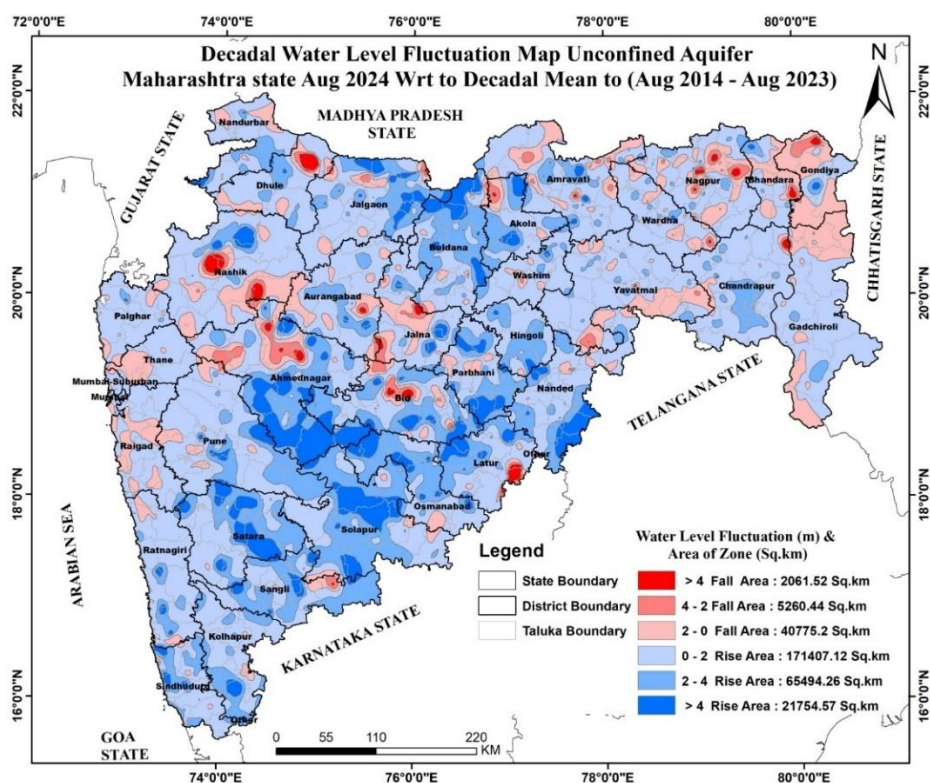 72°0'0"E
74°0'0"E
76°0'0"E
78°0'0"E
80°0'0"E
Decadal Water Level Fluctuation Map Unconfined Aquifer
Maharashtra state Aug 2024 Wrt to Decadal Mean to (Aug 2014 - Aug 2023)
N
22°0'0"N
22°0'0"N
MADHYA PRADESH
STATE
GUJARAT STATE
CHHATISGARH STATE
Nandurbar
Dhule
Jalgaon
Amravati
Nagpur
Bhandara
Gondiya
Akola
Wardha
Buldana
Nashik
Washim
20°0'0"N
20°0'0"N
Aurangabad
Yavatmal
Chandrapur
Palghar
Jalna
Hingoli
Gadchiroli
Thane
Parbhani
Mumbai-Suburban
Mumbai
Ahmednagar
Nanded
Bid
TELANGANA STATE
Raigad
Pune
Latur
Other
18°0'0"N
18°0'0"N
Osmanabad
Solapur
Satara
Ratnagiri
ARABIAN SEA
Sangli
Kolhapur
KARNATAKA STATE
Sindhudurg
Other
16°0'0"N
16°0'0"N
GOA
STATE
Legend
State Boundary
District Boundary
Taluka Boundary
Water Level Fluctuation (m) &
Area of Zone (Sq.km)
> 4 Fall Area : 2061.52 Sq.km
4 - 2 Fall Area : 5260.44 Sq.km
2 - 0 Fall Area : 40775.2 Sq.km
0 - 2 Rise Area : 171407.12 Sq.km
2 - 4 Rise Area : 65494.26 Sq.km
> 4 Rise Area : 21754.57 Sq.km
0 55 110 220
KM
74°0'0"E
76°0'0"E
78°0'0"E
80°0'0"E